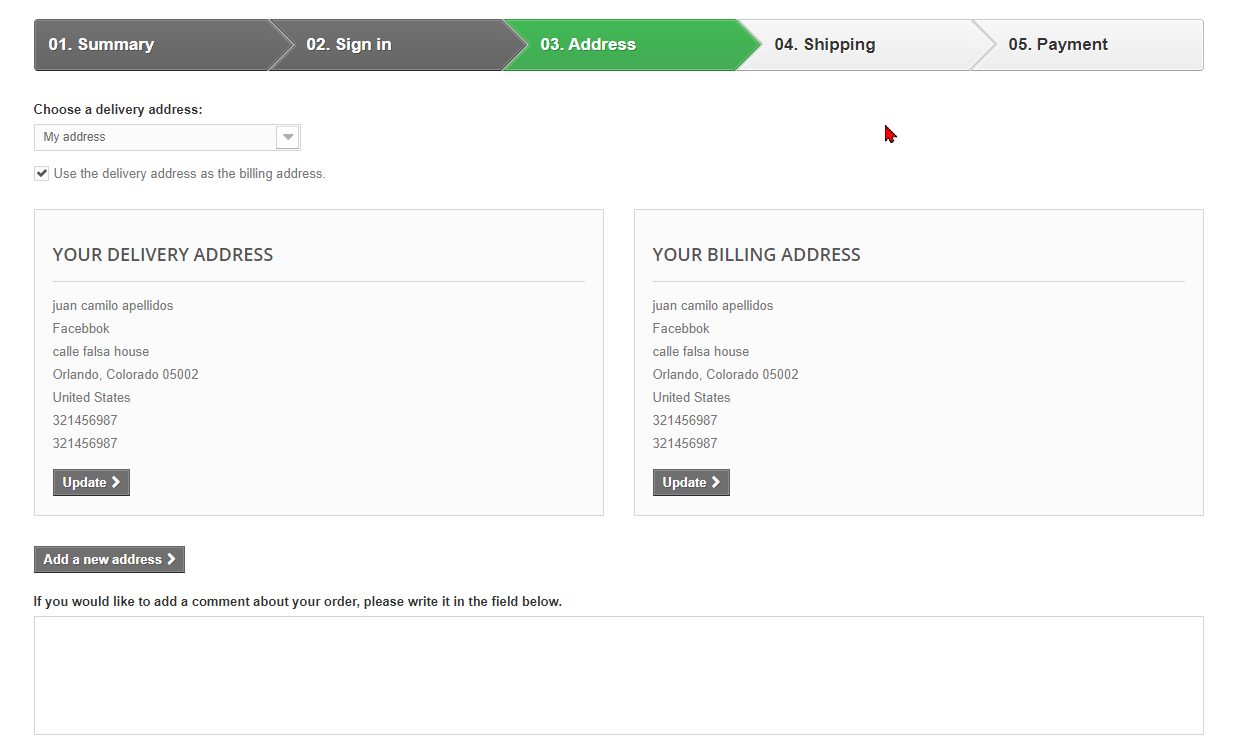 01. Summary
02. Sign in
03. Address
04. Shipping
05. Payment
Choose a delivery address:
My address
Use the delivery address as the billing address.
YOUR DELIVERY ADDRESS
juan camilo apellidos
Facebbok
calle falsa house
Orlando, Colorado 05002
United States
321456987
321456987
Update
YOUR BILLING ADDRESS
juan camilo apellidos
Facebbok
calle falsa house
Orlando, Colorado 05002
United States
321456987
321456987
Update
Add a new address
If you would like to add a comment about your order, please write it in the field below.